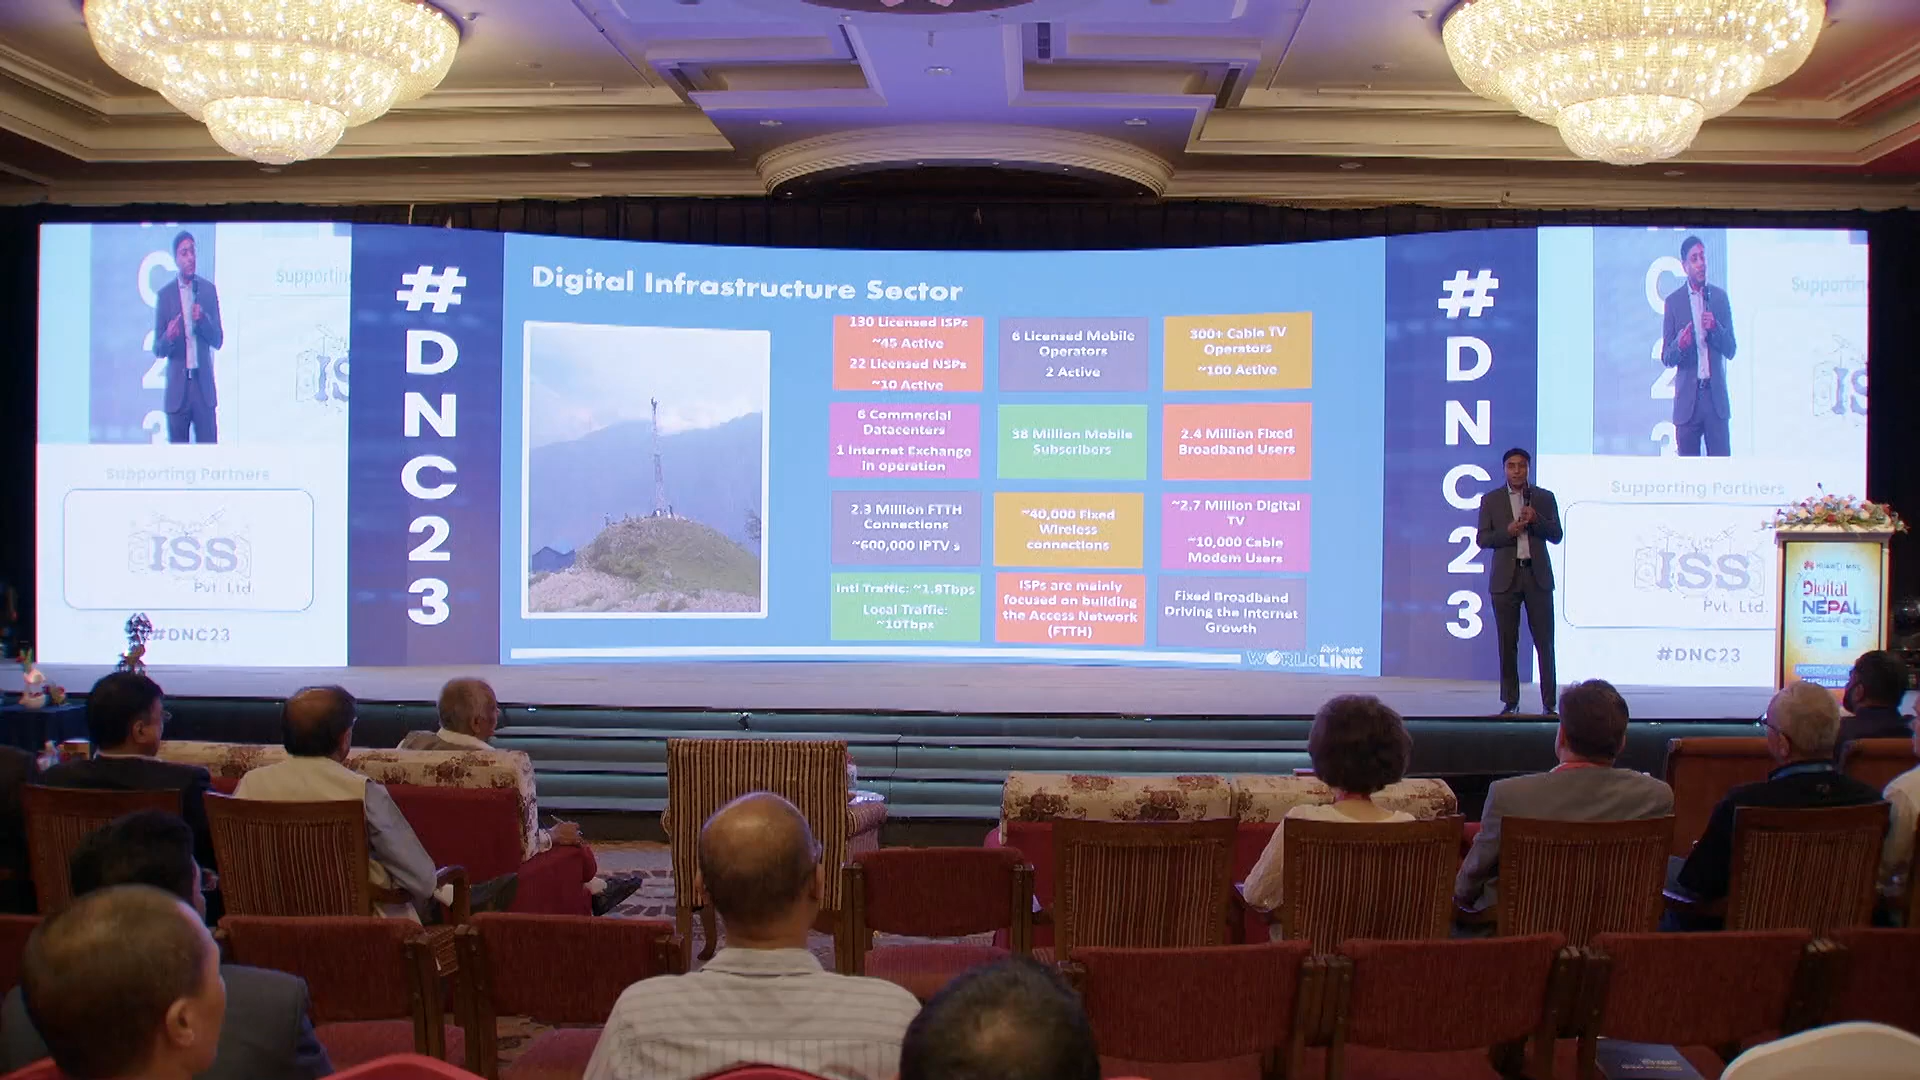 Supportin
ISS
Supporting Partners
ISS
Pvt. Ltd.
#DNC23
#DNC23
Digital Infrastructure Sector
130 Licensed ISPs
~45 Active
22 Licensed NSPs
~10 Active
6 Licensed Mobile
Operators
2 Active
300+ Cable TV
Operators
~100 Active
6 Commercial
Datacenters
1 Internet Exchange
in operation
38 Million Mobile
Subscribers
2.4 Million Fixed
Broadband Users
2.3 Million FTTH
Connections
~600,000 IPTV s
~40,000 Fixed
Wireless
connections
~2.7 Million Digital
TV
~10,000 Cable
Modem Users
Intl Traffic: ~1.8Tbps
Local Traffic:
~10Tbps
ISPs are mainly
focused on building
the Access Network
(FTTH)
Fixed Broadband
Driving the Internet
Growth
WORLDLINK
#DNC23
Supportin
Supporting Partners
ISS
Pvt. Ltd.
#DNC23
HUAWEI
Digital
NEPAL